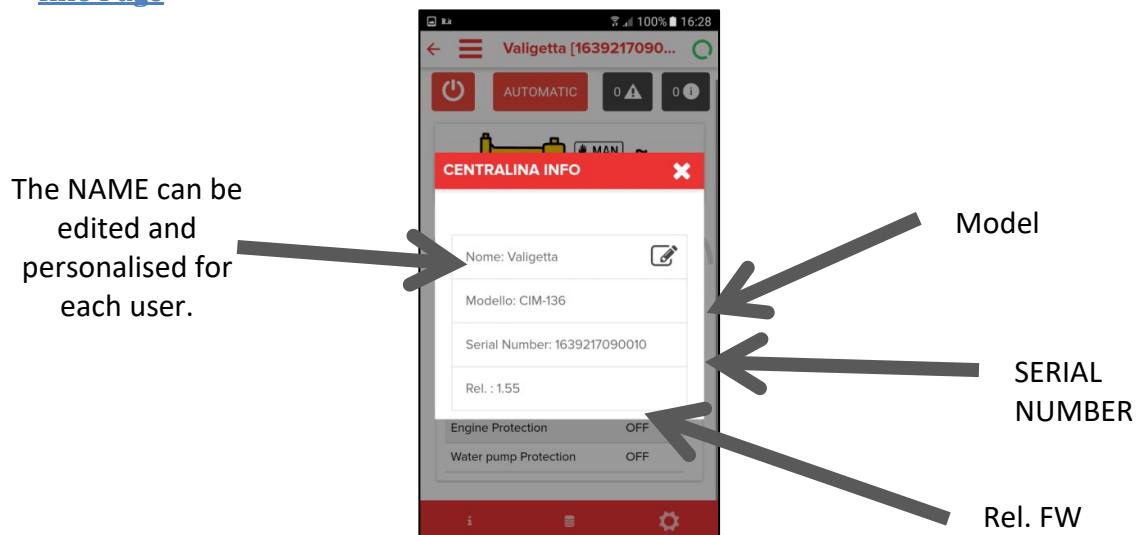 Info Page
100% 16:28
Valigetta [1639217090...
AUTOMATIC
0
0
MAN
CENTRALINA INFO
The NAME can be
edited and
personalised for
each user.
Nome: Valigetta
Modello: CIM-136
Serial Number: 1639217090010
Rel. : 1.55
Model
SERIAL
NUMBER
Engine Protection OFF
Water pump Protection OFF
Rel. FW